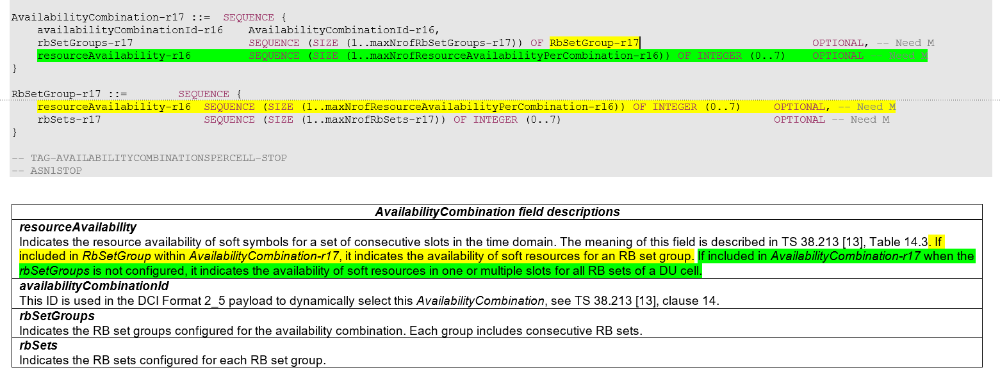 AvailabilityCombination-r17 ::= SEQUENCE {
availabilityCombinationId-r16 AvailabilityCombinationId-r16,
rbSetGroups-r17 SEQUENCE (SIZE (1..maxNrofRbSetGroups-r17)) OF RbSetGroup-r17 OPTIONAL, -- Need M
resourceAvailability-r16 SEQUENCE (SIZE (1..maxNrofResourceAvailabilityPerCombination-r16)) OF INTEGER (0..7) OPTIONAL -- Need M
}
RbSetGroup-r17 ::= SEQUENCE {
resourceAvailability-r16 SEQUENCE (SIZE (1..maxNrofResourceAvailabilityPerCombination-r16)) OF INTEGER (0..7) OPTIONAL, -- Need M
rbSets-r17 SEQUENCE (SIZE (1..maxNrofRbSets-r17)) OF INTEGER (0..7) OPTIONAL -- Need M
}
-- TAG-AVAILABILITYCOMBINATIONSPERCELL-STOP
-- ASN1STOP
AvailabilityCombination field descriptions
resourceAvailability
Indicates the resource availability of soft symbols for a set of consecutive slots in the time domain. The meaning of this field is described in TS 38.213 [13], Table 14.3. If
included in RbSetGroup within AvailabilityCombination-r17, it indicates the availability of soft resources for an RB set group. If included in AvailabilityCombination-r17 when the
rbSetGroups is not configured, it indicates the availability of soft resources in one or multiple slots for all RB sets of a DU cell.
availabilityCombinationId
This ID is used in the DCI Format 2_5 payload to dynamically select this AvailabilityCombination, see TS 38.213 [13], clause 14.
rbSetGroups
Indicates the RB set groups configured for the availability combination. Each group includes consecutive RB sets.
rbSets
Indicates the RB sets configured for each RB set group.